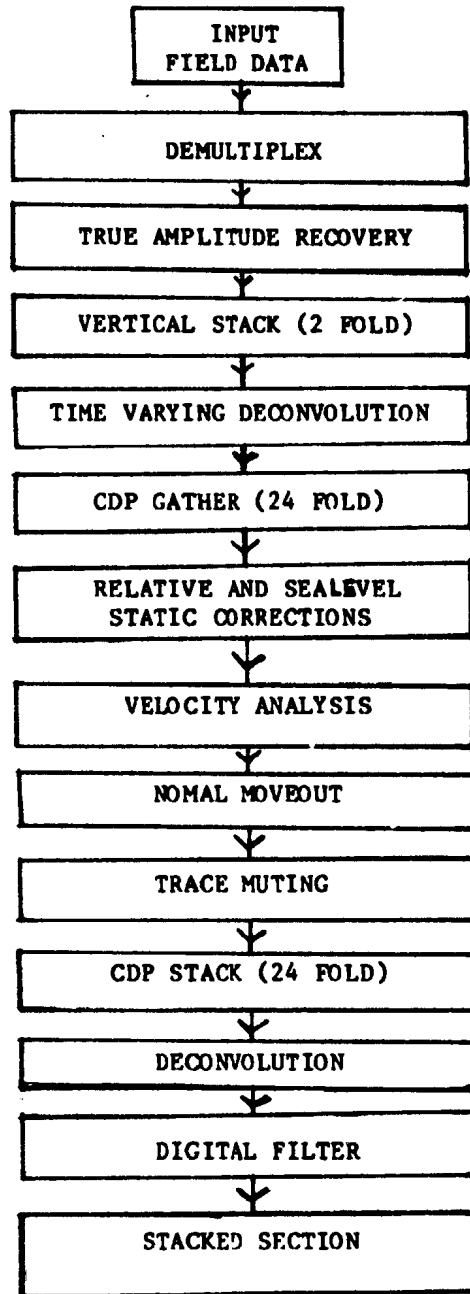 INPUT
FIELD DATA
DEMULTIPLEX
TRUE AMPLITUDE RECOVERY
VERTICAL STACK (2 FOLD)
TIME VARYING DECONVOLUTION
CDP GATHER (24 FOLD)
RELATIVE AND SEALEVEL
STATIC CORRECTIONS
VELOCITY ANALYSIS
NOMAL MOVEOUT
TRACE MUTING
CDP STACK (24 FOLD)
DECONVOLUTION
DIGITAL FILTER
STACKED SECTION